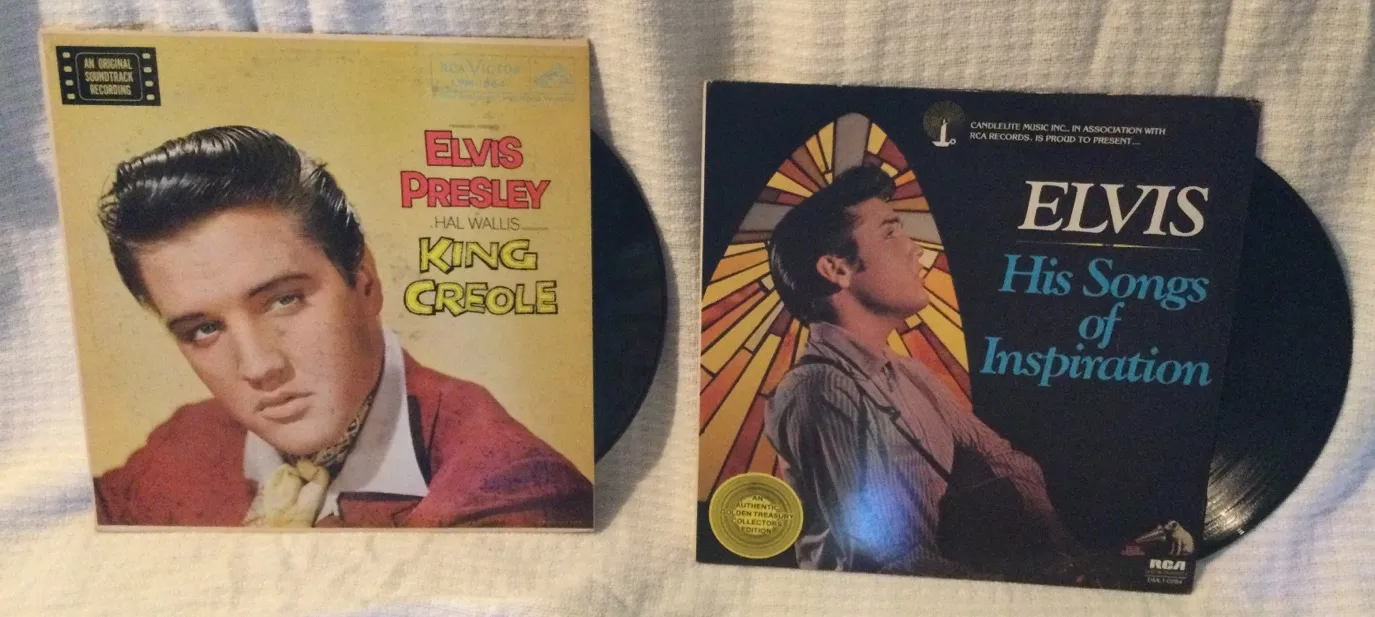 AN ORIGINAL
SOUNDTRACK
RECORDING
RCA VICTOR
ELVIS
PRESLEY
HAL WALLIS
KING
CREOLE
CANDLELITE MUSIC INC., IN ASSOCIATION WITH
RCA RECORDS, IS PROUD TO PRESENT...
ELVIS
His Songs
of
Inspiration
AN
AUTHENTIC
GOLDEN TREASURY
COLLECTORS
EDITION
RCA